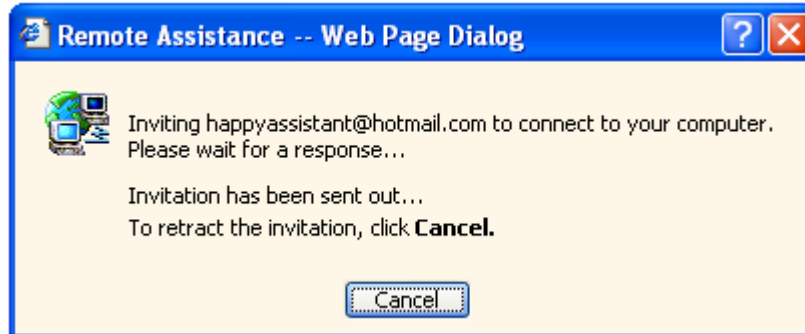 Remote Assistance -- Web Page Dialog
Inviting happyassistant@hotmail.com to connect to your computer.
Please wait for a response...
Invitation has been sent out...
To retract the invitation, click Cancel.
Cancel